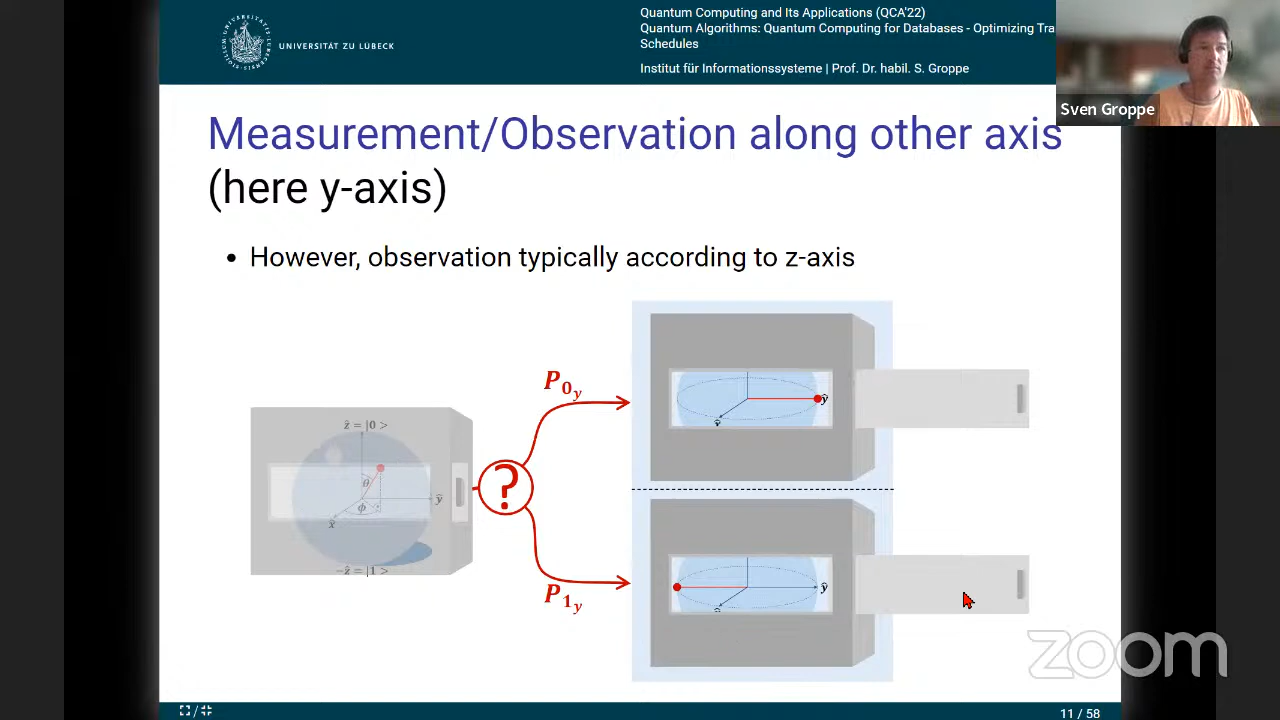 UNIVERSITÄT ZU LÜBECK
Quantum Computing and Its Applications (QCA'22)
Quantum Algorithms: Quantum Computing for Databases - Optimizing Tra
Schedules
Institut für Informationssysteme | Prof. Dr. habil. S. Groppe
Sven Groppe
Measurement/Observation along other axis
(here y-axis)
• However, observation typically according to z-axis
P₀ᵧ
ŷ
ẑ = |0 >
θ
ŷ
ϕ
x̂
−ẑ = |1 >
?
P₁ᵧ
ŷ
zoom
11 / 58